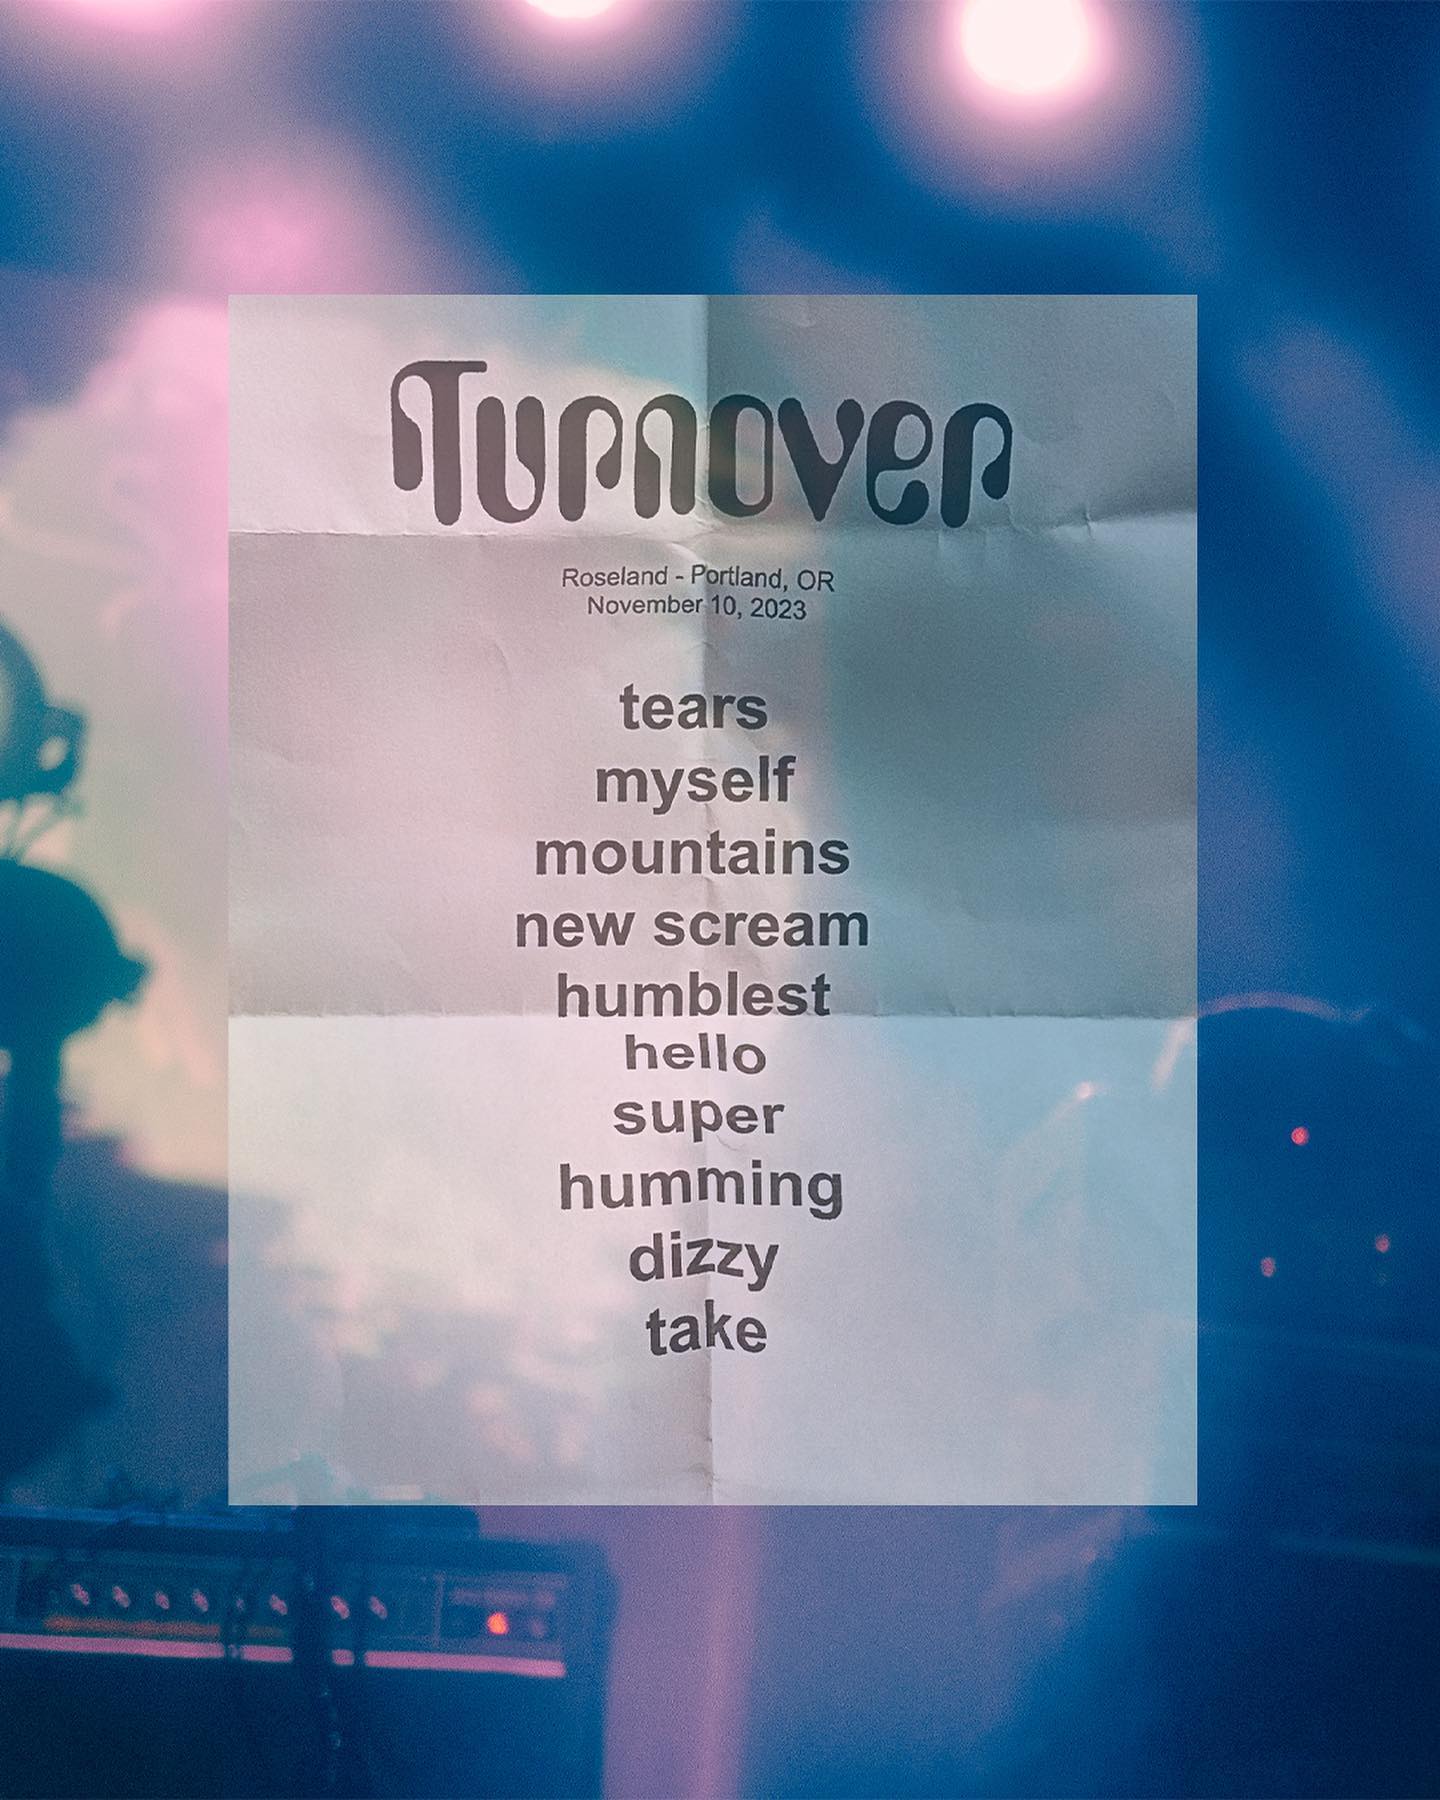 Turnover
Roseland - Portland, OR
November 10, 2023
tears
myself
mountains
new scream
humblest
hello
super
humming
dizzy
take